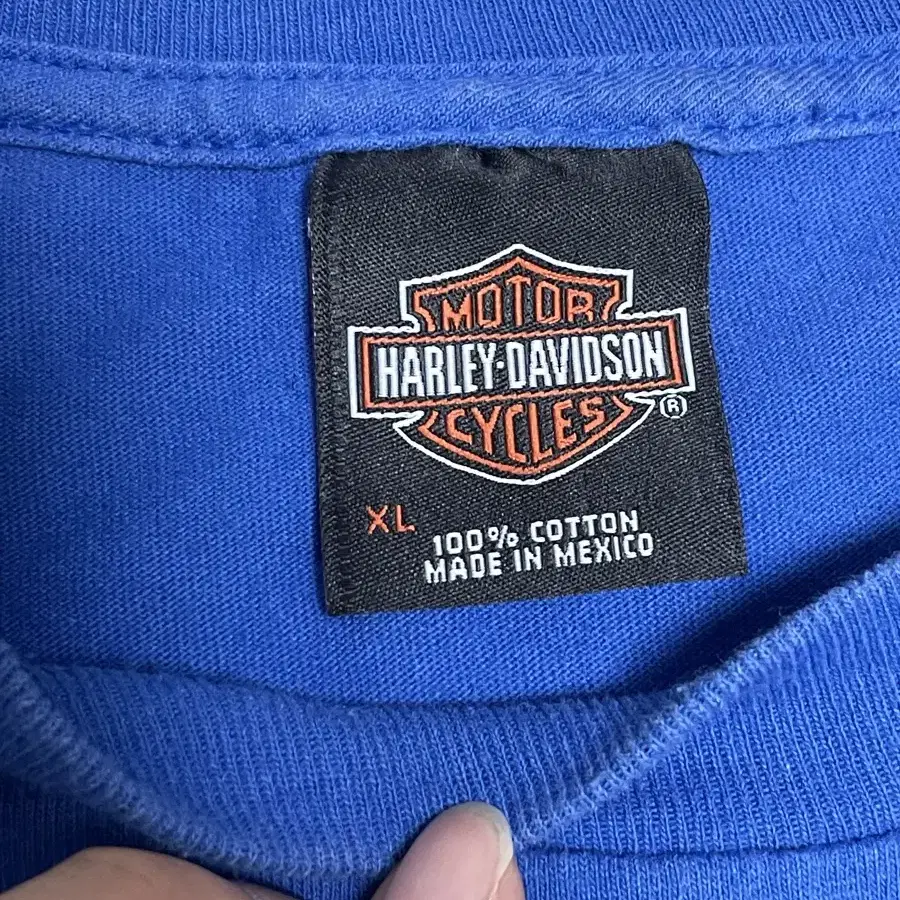 MOTOR
HARLEY-DAVIDSON
CYCLES
®
XL
100% COTTON
MADE IN MEXICO